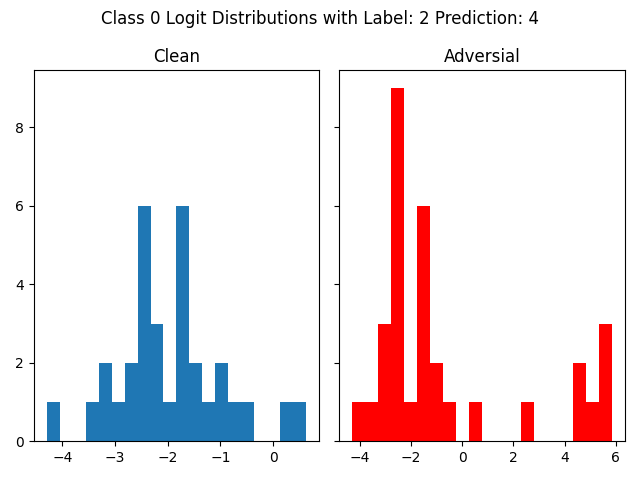 Class 0 Logit Distributions with Label: 2 Prediction: 4
Clean
Adversial
8
6
4
2
0
−4 −3 −2 −1 0
−4 −2 0 2 4 6